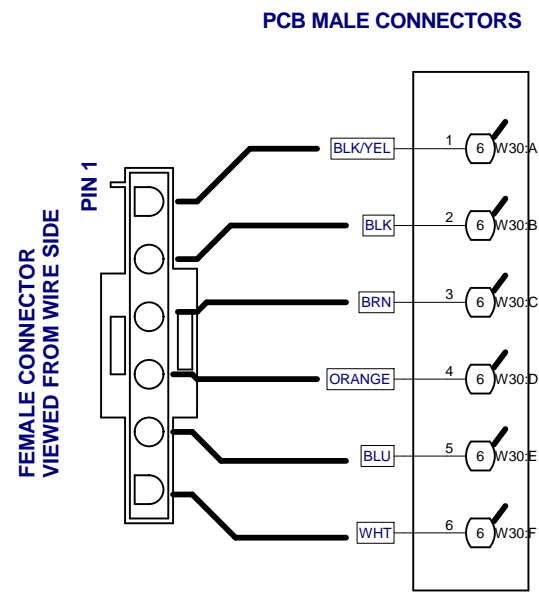 PCB MALE CONNECTORS
PIN 1
FEMALE CONNECTOR
VIEWED FROM WIRE SIDE
BLK/YEL 1 6 W30:A
BLK 2 6 W30:B
BRN 3 6 W30:C
ORANGE 4 6 W30:D
BLU 5 6 W30:E
WHT 6 6 W30:F